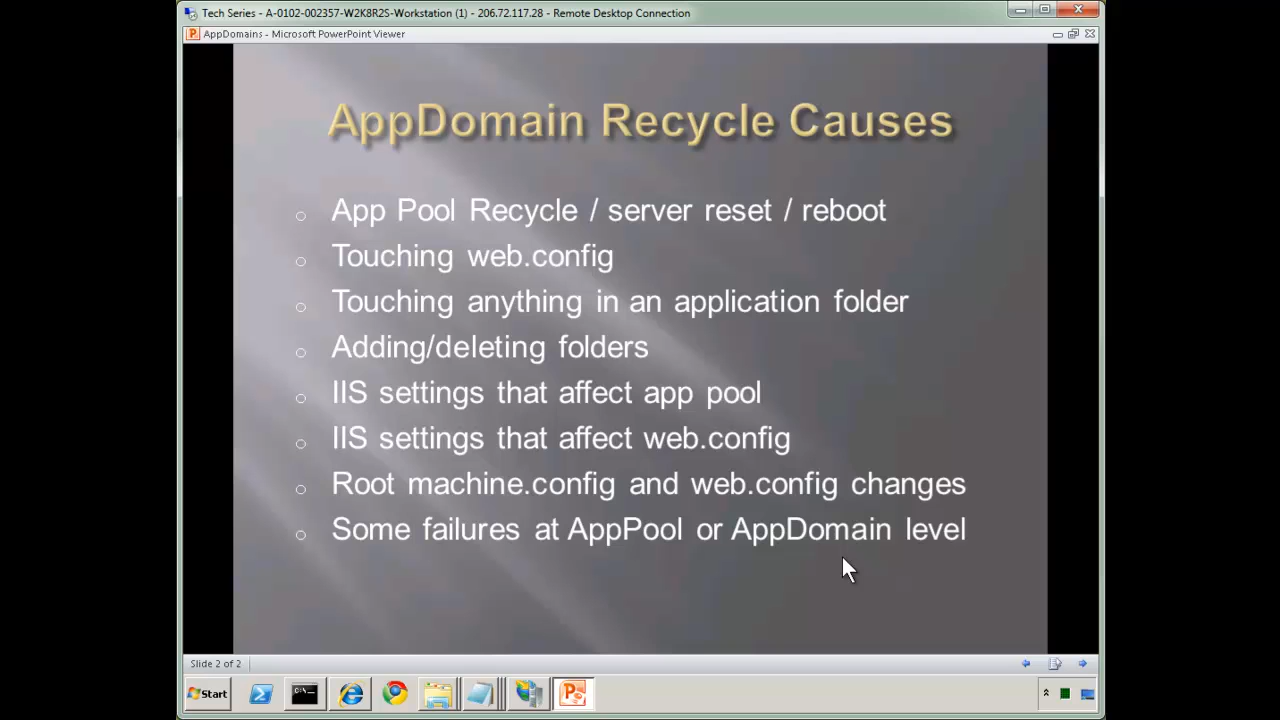 Tech Series - A-0102-002357-W2K8R2S-Workstation (1) - 206.72.117.28 - Remote Desktop Connection
AppDomains - Microsoft PowerPoint Viewer
AppDomain Recycle Causes
App Pool Recycle / server reset / reboot
Touching web.config
Touching anything in an application folder
Adding/deleting folders
IIS settings that affect app pool
IIS settings that affect web.config
Root machine.config and web.config changes
Some failures at AppPool or AppDomain level
Slide 2 of 2
Start